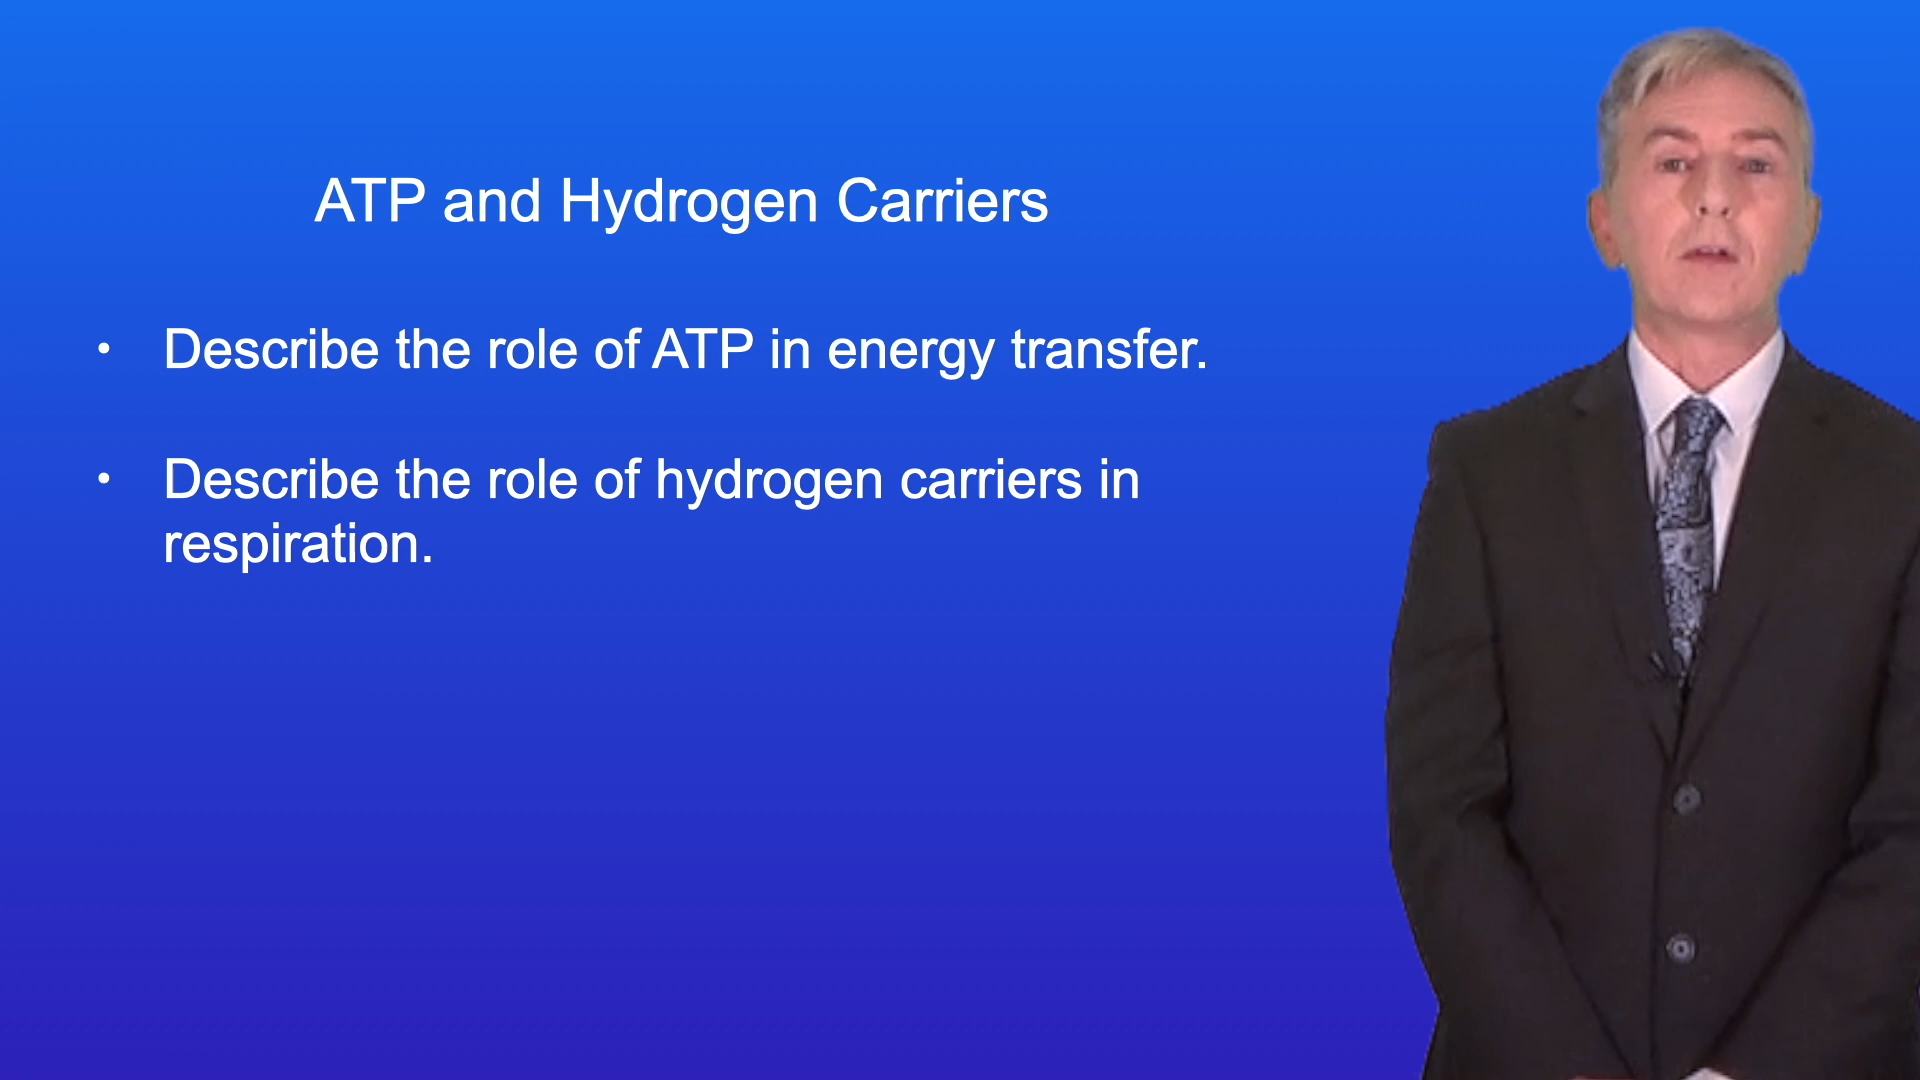 ATP and Hydrogen Carriers
• Describe the role of ATP in energy transfer.
• Describe the role of hydrogen carriers in
respiration.